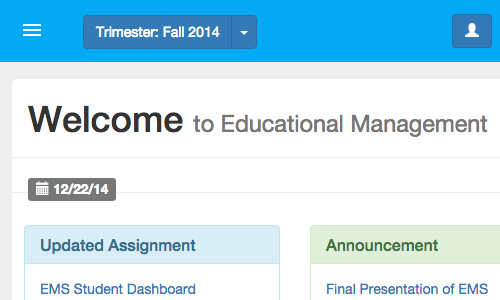 Trimester: Fall 2014
Welcome to Educational Management
12/22/14
Updated Assignment
Announcement
EMS Student Dashboard
Final Presentation of EMS